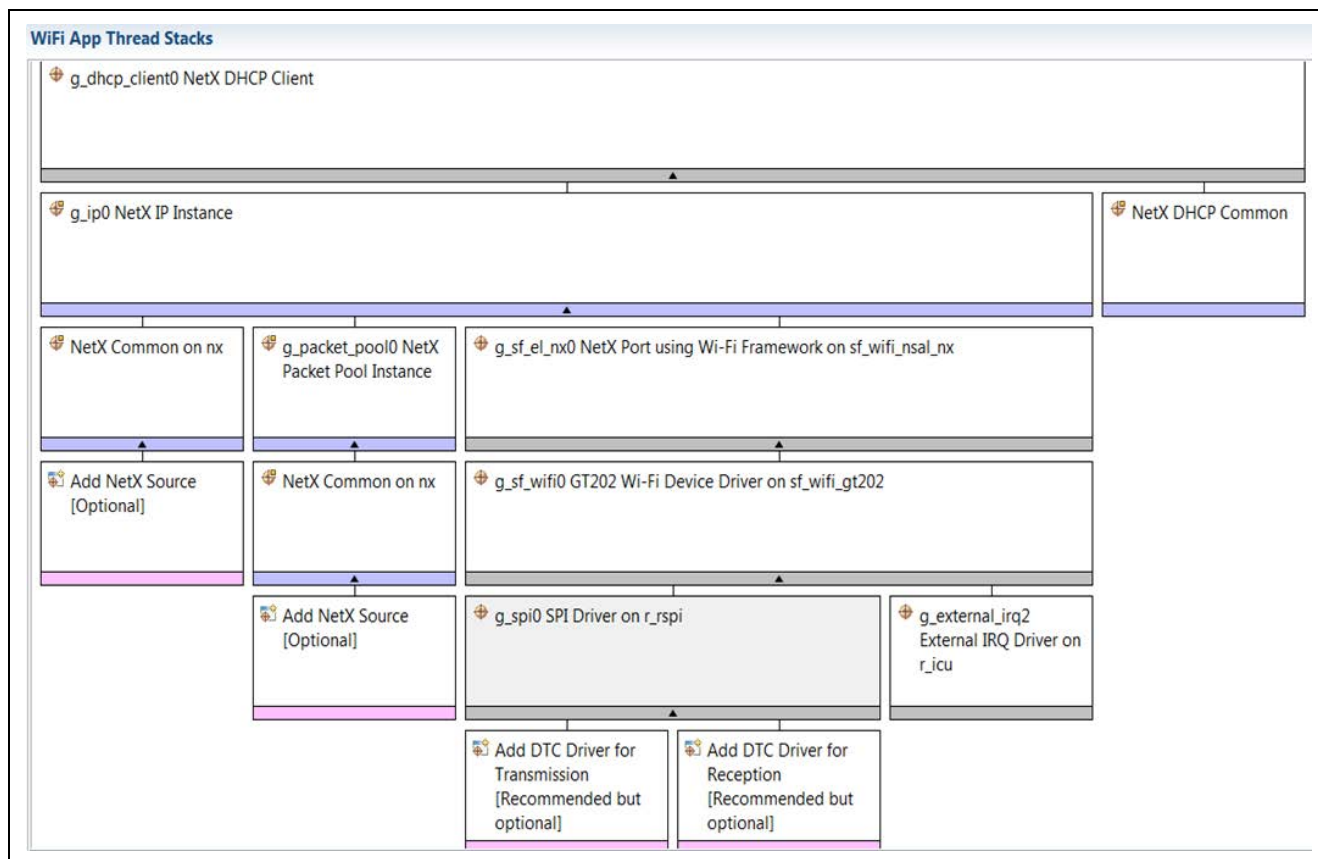 WiFi App Thread Stacks
g_dhcp_client0 NetX DHCP Client
g_ip0 NetX IP Instance
NetX DHCP Common
NetX Common on nx
g_packet_pool0 NetX
Packet Pool Instance
g_sf_el_nx0 NetX Port using Wi-Fi Framework on sf_wifi_nsal_nx
Add NetX Source
[Optional]
NetX Common on nx
g_sf_wifi0 GT202 Wi-Fi Device Driver on sf_wifi_gt202
Add NetX Source
[Optional]
g_spi0 SPI Driver on r_rspi
g_external_irq2
External IRQ Driver on
r_icu
Add DTC Driver for
Transmission
[Recommended but
optional]
Add DTC Driver for
Reception
[Recommended but
optional]